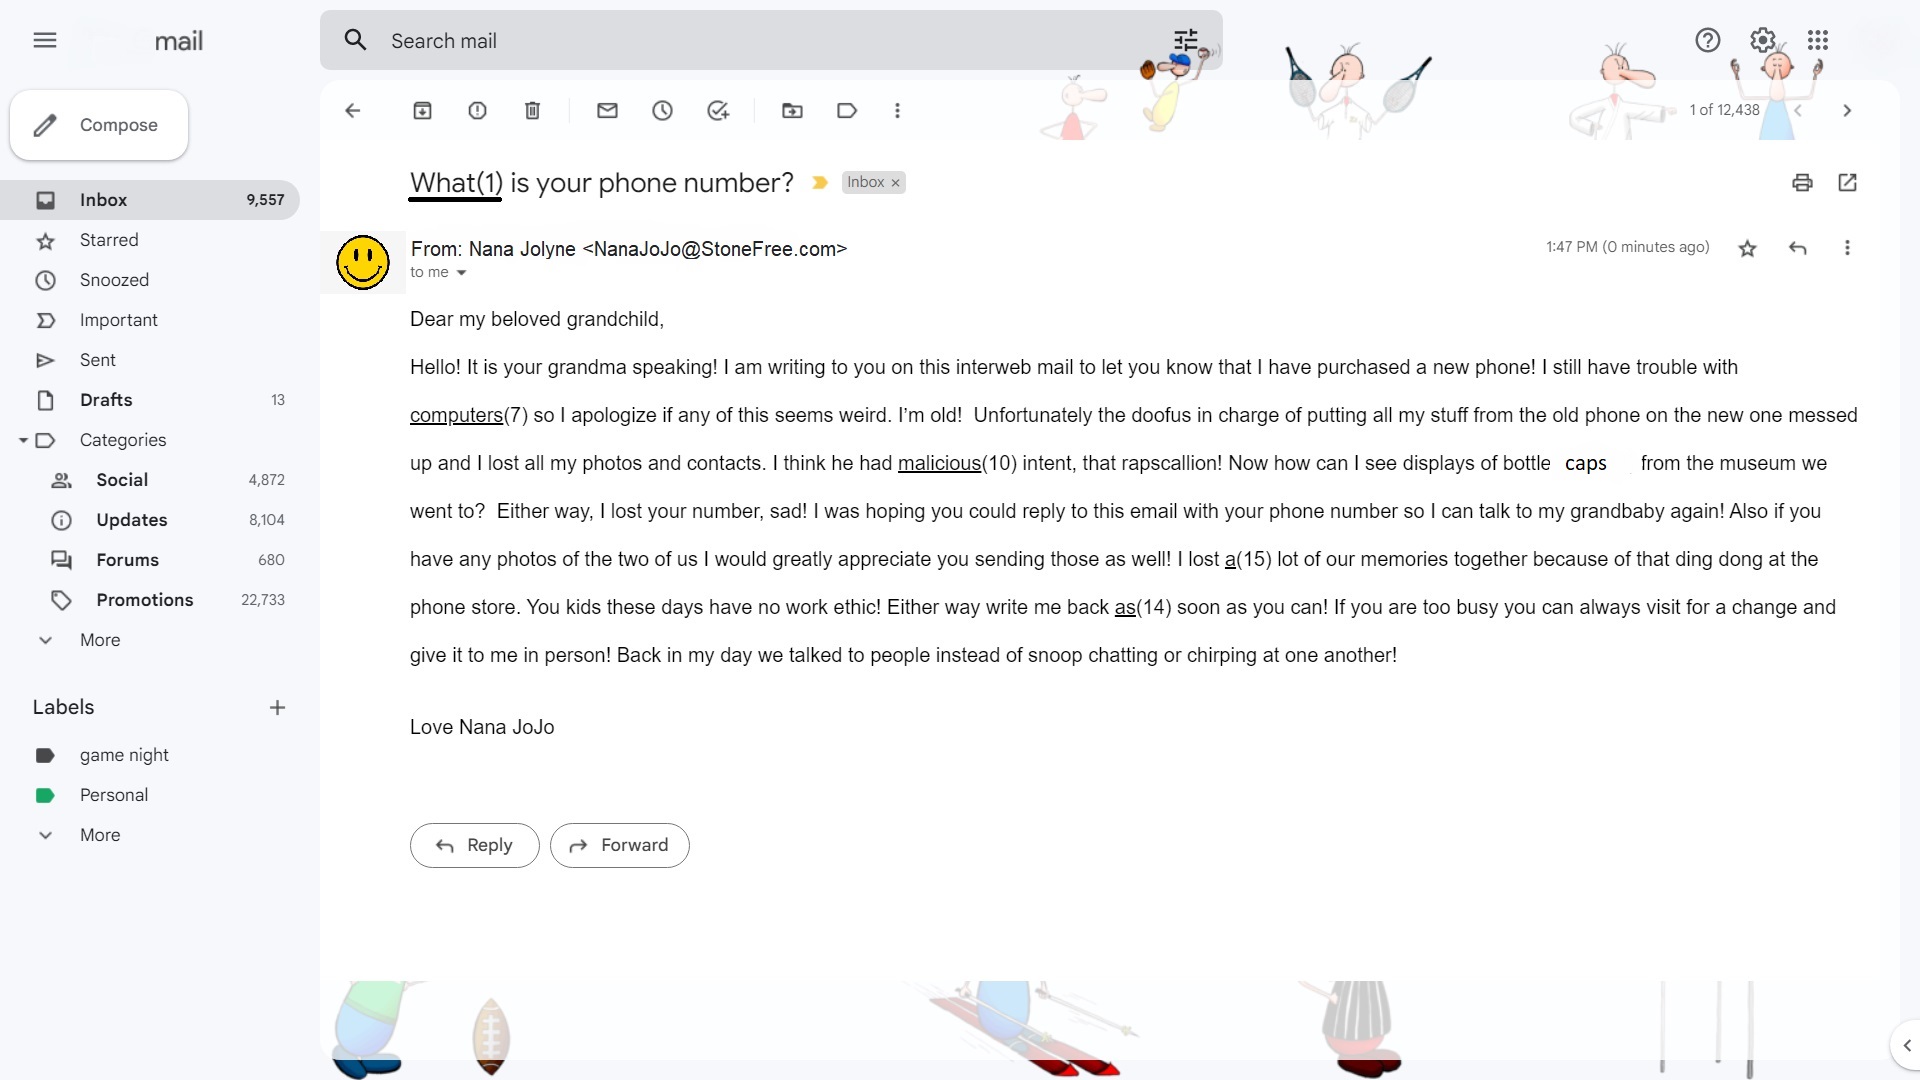 mail
Search mail
Compose
1 of 12,438
What(1) is your phone number?
Inbox ×
Inbox 9,557
Starred
Snoozed
Important
Sent
Drafts 13
Categories
Social 4,872
Updates 8,104
Forums 680
Promotions 22,733
More
Labels +
game night
Personal
More
From: Nana Jolyne <NanaJoJo@StoneFree.com>
1:47 PM (0 minutes ago)
to me
Dear my beloved grandchild,
Hello! It is your grandma speaking! I am writing to you on this interweb mail to let you know that I have purchased a new phone! I still have trouble with
computers(7) so I apologize if any of this seems weird. I’m old!  Unfortunately the doofus in charge of putting all my stuff from the old phone on the new one messed
up and I lost all my photos and contacts. I think he had malicious(10) intent, that rapscallion! Now how can I see displays of bottle caps from the museum we
went to?  Either way, I lost your number, sad! I was hoping you could reply to this email with your phone number so I can talk to my grandbaby again! Also if you
have any photos of the two of us I would greatly appreciate you sending those as well! I lost a(15) lot of our memories together because of that ding dong at the
phone store. You kids these days have no work ethic! Either way write me back as(14) soon as you can! If you are too busy you can always visit for a change and
give it to me in person! Back in my day we talked to people instead of snoop chatting or chirping at one another!
Love Nana JoJo
Reply
Forward